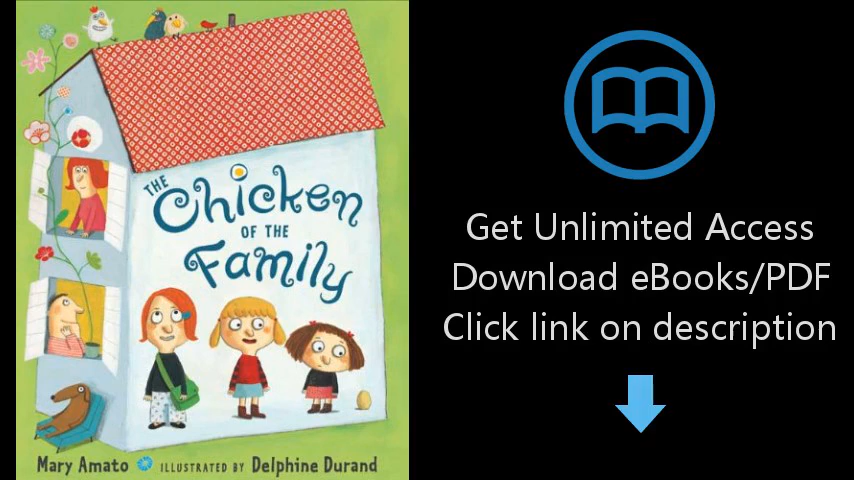 THE
Chicken
OF THE
Family
Mary Amato ILLUSTRATED BY Delphine Durand
Get Unlimited Access
Download eBooks/PDF
Click link on description